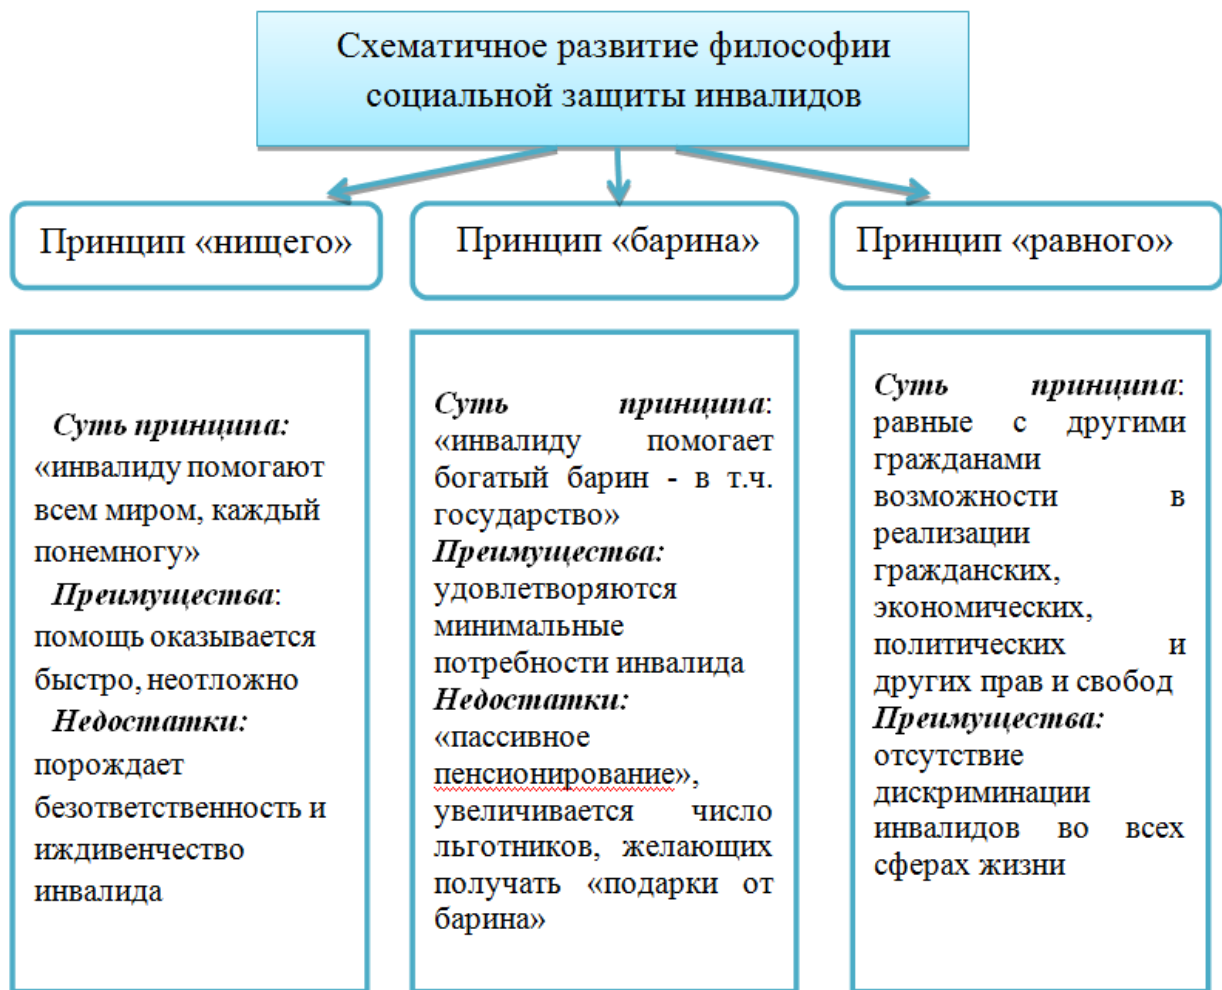 Схематичное развитие философии
социальной защиты инвалидов
Принцип «нищего»
Принцип «барина»
Принцип «равного»
Суть принципа:
«инвалиду помогают
всем миром, каждый
понемногу»
Преимущества:
помощь оказывается
быстро, неотложно
Недостатки:
порождает
безответственность и
иждивенчество
инвалида
Суть принципа:
«инвалиду помогает
богатый барин - в т.ч.
государство»
Преимущества:
удовлетворяются
минимальные
потребности инвалида
Недостатки:
«пассивное
пенсионирование»,
увеличивается число
льготников, желающих
получать «подарки от
барина»
Суть принципа:
равные с другими
гражданами
возможности в
реализации
гражданских,
экономических,
политических и
других прав и свобод
Преимущества:
отсутствие
дискриминации
инвалидов во всех
сферах жизни